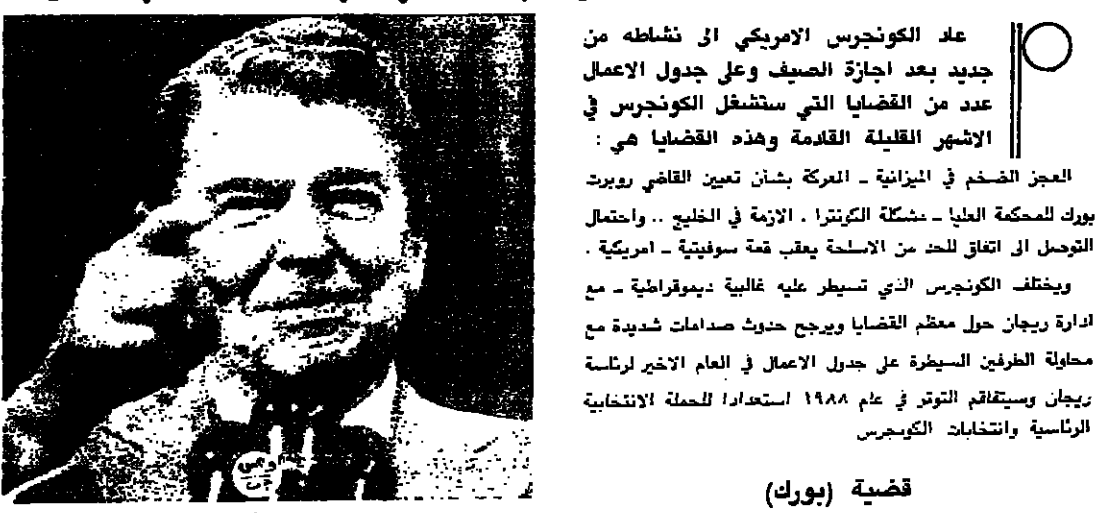 عاد الكونجرس الامريكي الى نشاطه من
جديد بعد اجازة الصيف وعلى جدول الاعمال
عدد من القضايا التي ستشغل الكونجرس في
الاشهر القليلة القادمة وهذه القضايا هي :
العجز الضخم في الميزانية ـ المعركة بشأن تعيين القاضي روبرت
بورك للمحكمة العليا ـ مشكلة الكونترا . الازمة في الخليج .. واحتمال
التوصل الى اتفاق للحد من الاسلحة يعقب قمة سوفيتية ـ امريكية .
ويختلف الكونجرس الذي تسيطر عليه غالبية ديموقراطية ـ مع
ادارة ريجان حول معظم القضايا ويرجح حدوث صدامات شديدة مع
محاولة الطرفين السيطرة على جدول الاعمال في العام الاخير لرئاسة
ريجان وسيتفاقم التوتر في عام ١٩٨٨ استعدادا للحملة الانتخابية
الرئاسية وانتخابات الكونجرس
قضية (بورك)